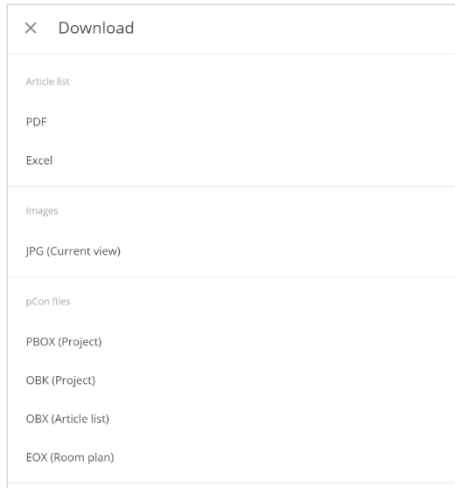 Download
Article list
PDF
Excel
Images
JPG (Current view)
pCon files
PBOX (Project)
OBK (Project)
OBX (Article list)
EOX (Room plan)